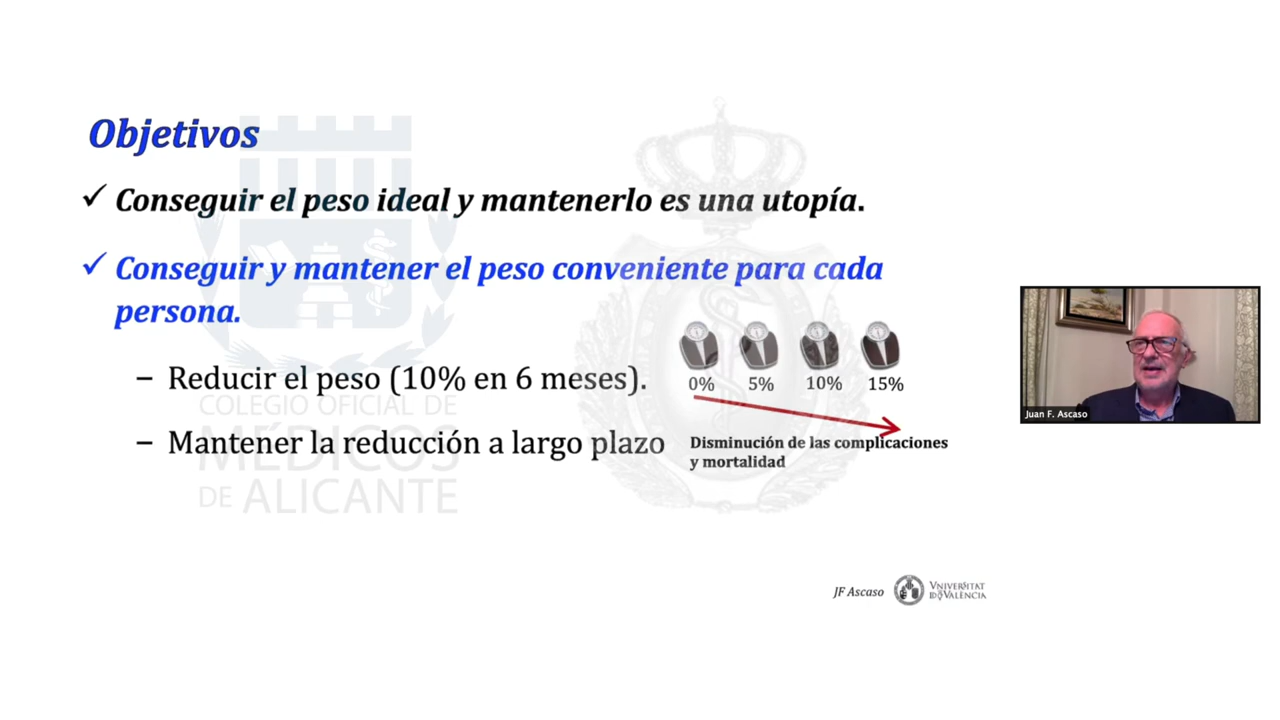 Objetivos
✓ Conseguir el peso ideal y mantenerlo es una utopía.
✓ Conseguir y mantener el peso conveniente para cada
persona.
– Reducir el peso (10% en 6 meses).
0% 5% 10% 15%
– Mantener la reducción a largo plazo
Disminución de las complicaciones
y mortalidad
COLEGIO OFICIAL DE
MÉDICOS
DE ALICANTE
Juan F. Ascaso
JF Ascaso
VNIVERSITAT
DE VALÈNCIA